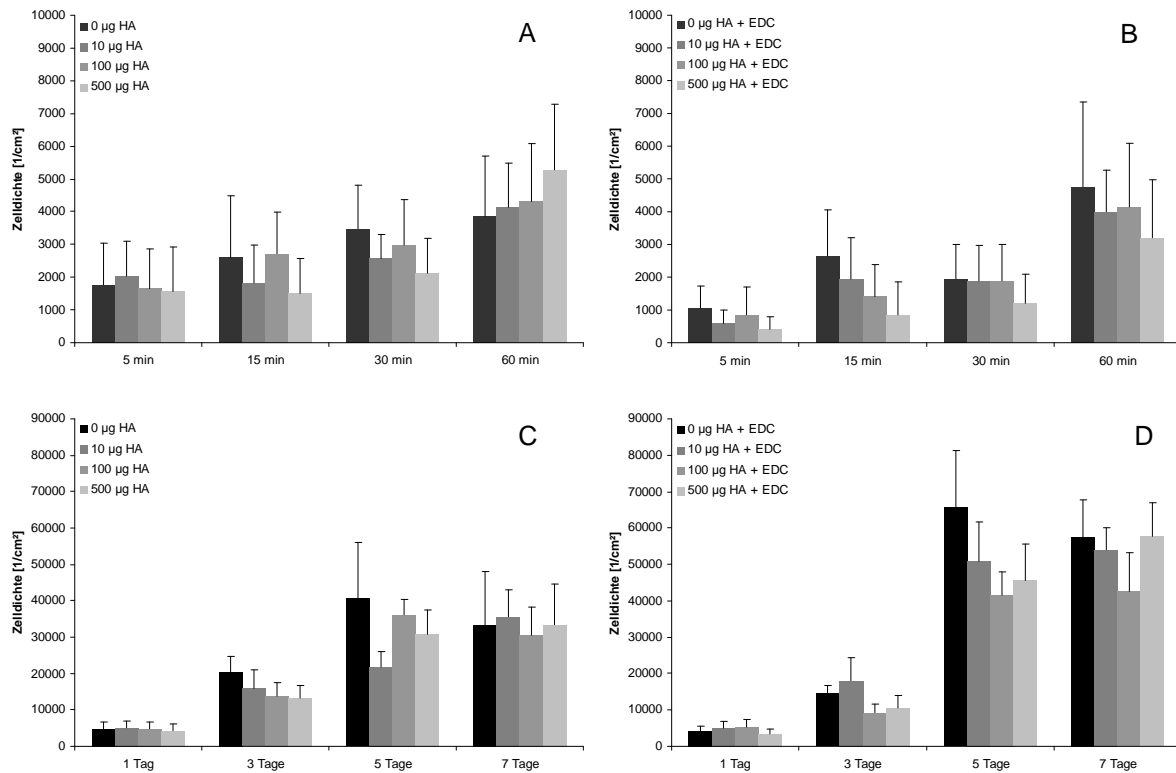 A
Zelldichte [1/cm²]
10000
9000
8000
7000
6000
5000
4000
3000
2000
1000
0
0 µg HA
10 µg HA
100 µg HA
500 µg HA
5 min 15 min 30 min 60 min
B
Zelldichte [1/cm²]
10000
9000
8000
7000
6000
5000
4000
3000
2000
1000
0
0 µg HA + EDC
10 µg HA + EDC
100 µg HA + EDC
500 µg HA + EDC
5 min 15 min 30 min 60 min
C
Zelldichte [1/cm²]
90000
80000
70000
60000
50000
40000
30000
20000
10000
0
0 µg HA
10 µg HA
100 µg HA
500 µg HA
1 Tag 3 Tage 5 Tage 7 Tage
D
Zelldichte [1/cm²]
90000
80000
70000
60000
50000
40000
30000
20000
10000
0
0 µg HA + EDC
10 µg HA + EDC
100 µg HA + EDC
500 µg HA + EDC
1 Tag 3 Tage 5 Tage 7 Tage